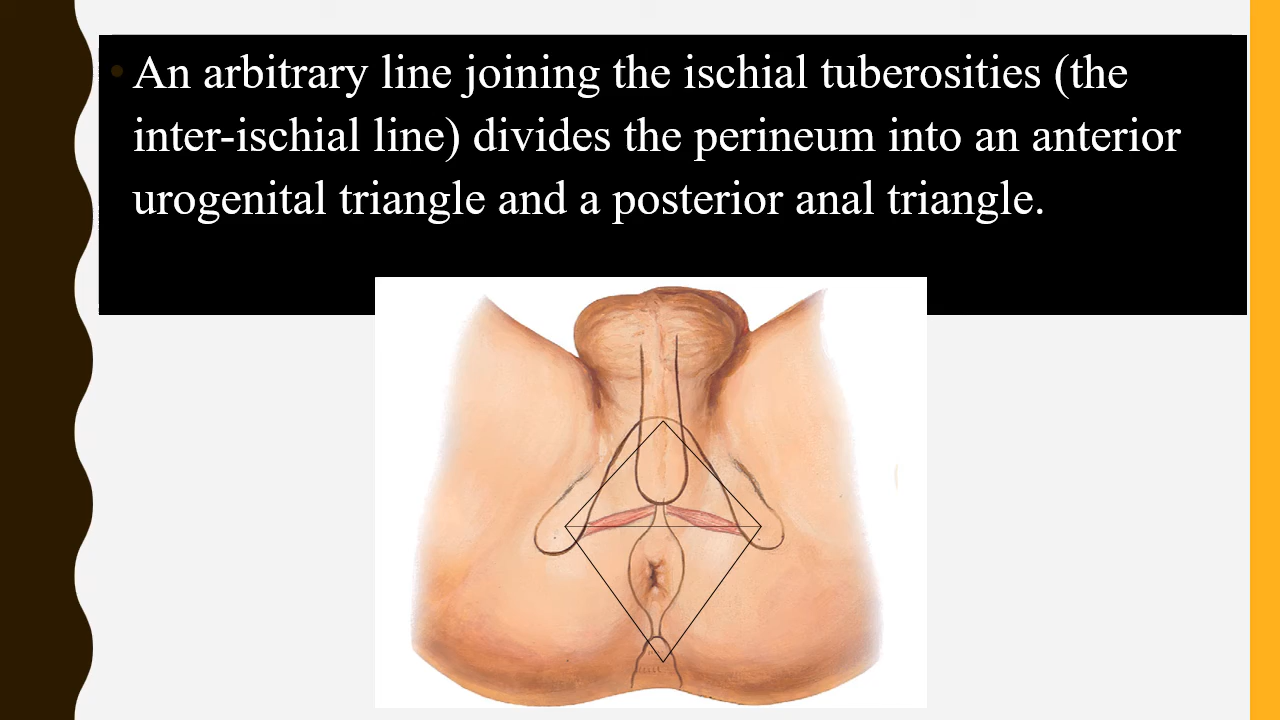 • An arbitrary line joining the ischial tuberosities (the
inter-ischial line) divides the perineum into an anterior
urogenital triangle and a posterior anal triangle.